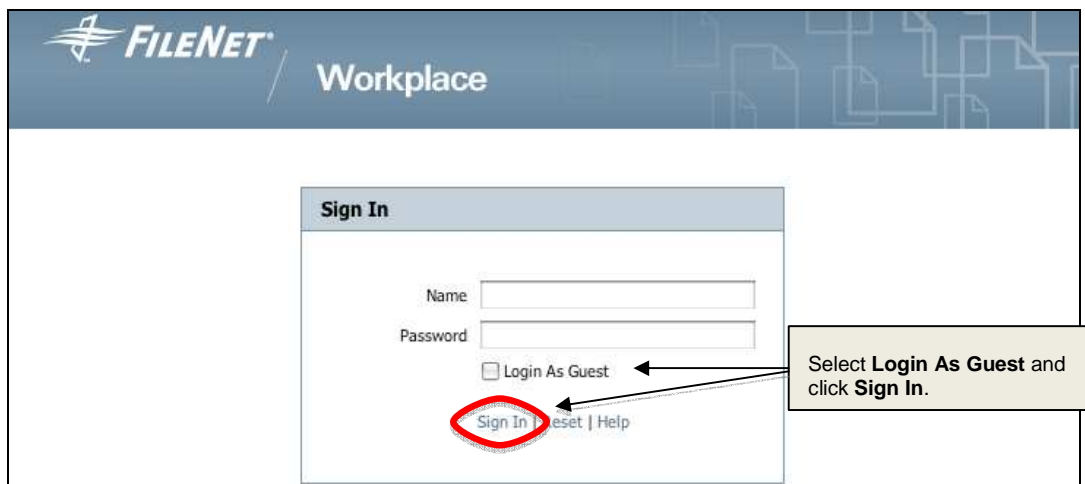 FILENET
Workplace
Sign In
Name
Password
Login As Guest
Select Login As Guest and
click Sign In.
Sign In | Reset | Help